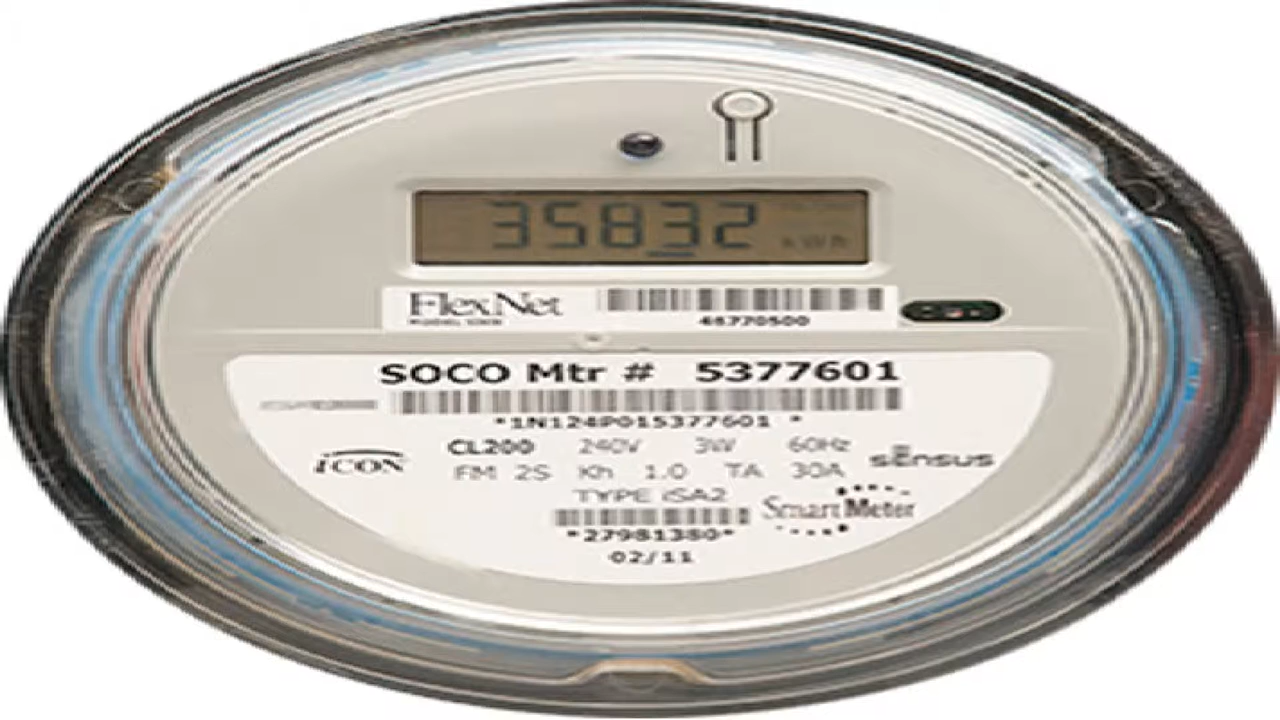 35832 kWh
FlexNet
48770500
SOCO Mtr # 5377601
*1N124P015377601 *
CL200 240V 3W 60Hz
iCON
sensus
FM 2S Kh 1.0 TA 30A
TYPE iSA2
SmartMeter
*27981380*
02/11